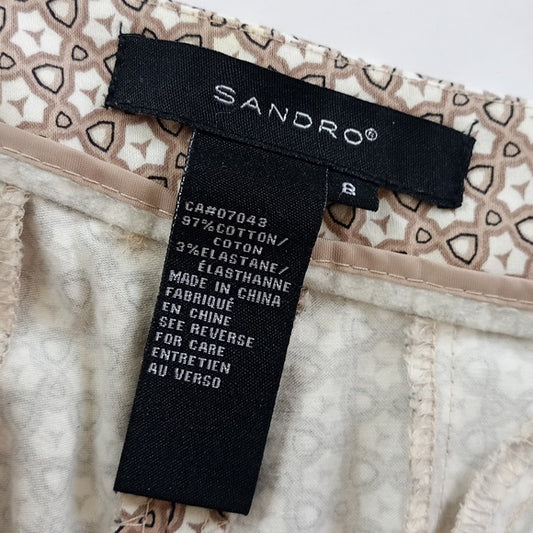 SANDRO®
8
CA#07043
97%COTTON/
COTON
3%ELASTANE/
ÉLASTHANNE
MADE IN CHINA
FABRIQUÉ
EN CHINE
SEE REVERSE
FOR CARE
ENTRETIEN
AU VERSO